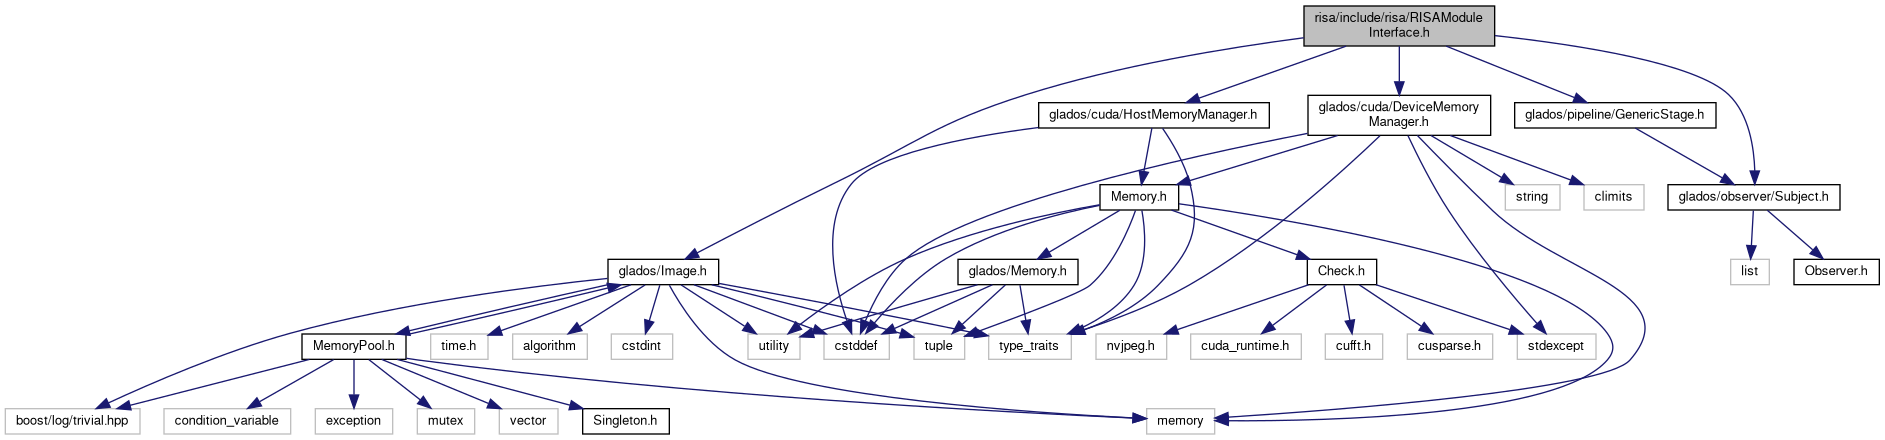 risa/include/risa/RISAModule
Interface.h
glados/cuda/HostMemoryManager.h
glados/cuda/DeviceMemory
Manager.h
glados/pipeline/GenericStage.h
Memory.h
string
climits
glados/observer/Subject.h
glados/Image.h
glados/Memory.h
Check.h
list
Observer.h
MemoryPool.h
time.h
algorithm
cstdint
utility
cstddef
tuple
type_traits
nvjpeg.h
cuda_runtime.h
cufft.h
cusparse.h
stdexcept
boost/log/trivial.hpp
condition_variable
exception
mutex
vector
Singleton.h
memory